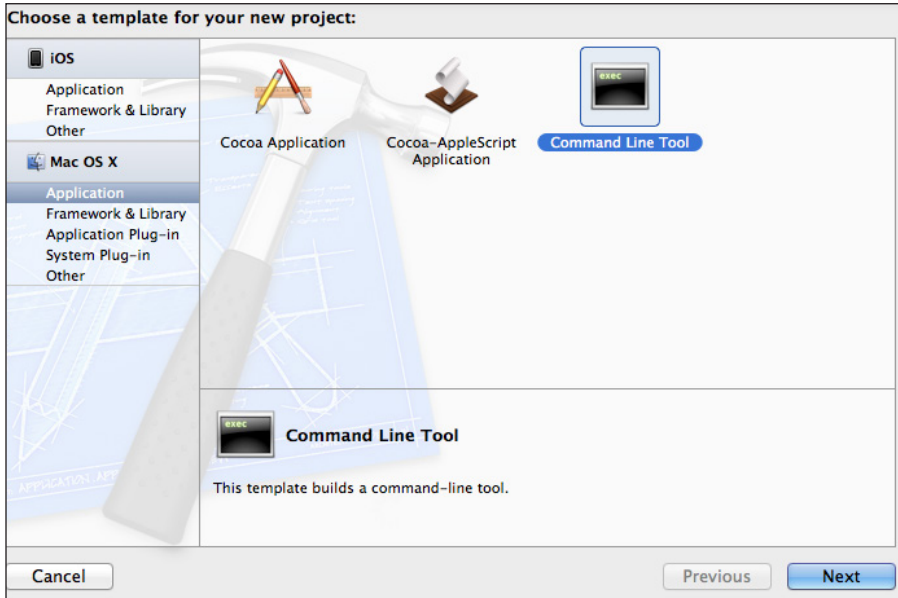 Choose a template for your new project:
iOS
Application
Framework & Library
Other
Mac OS X
Application
Framework & Library
Application Plug-in
System Plug-in
Other
exec
Cocoa Application
Cocoa-AppleScript
Application
Command Line Tool
exec
Command Line Tool
This template builds a command-line tool.
Cancel
Previous
Next